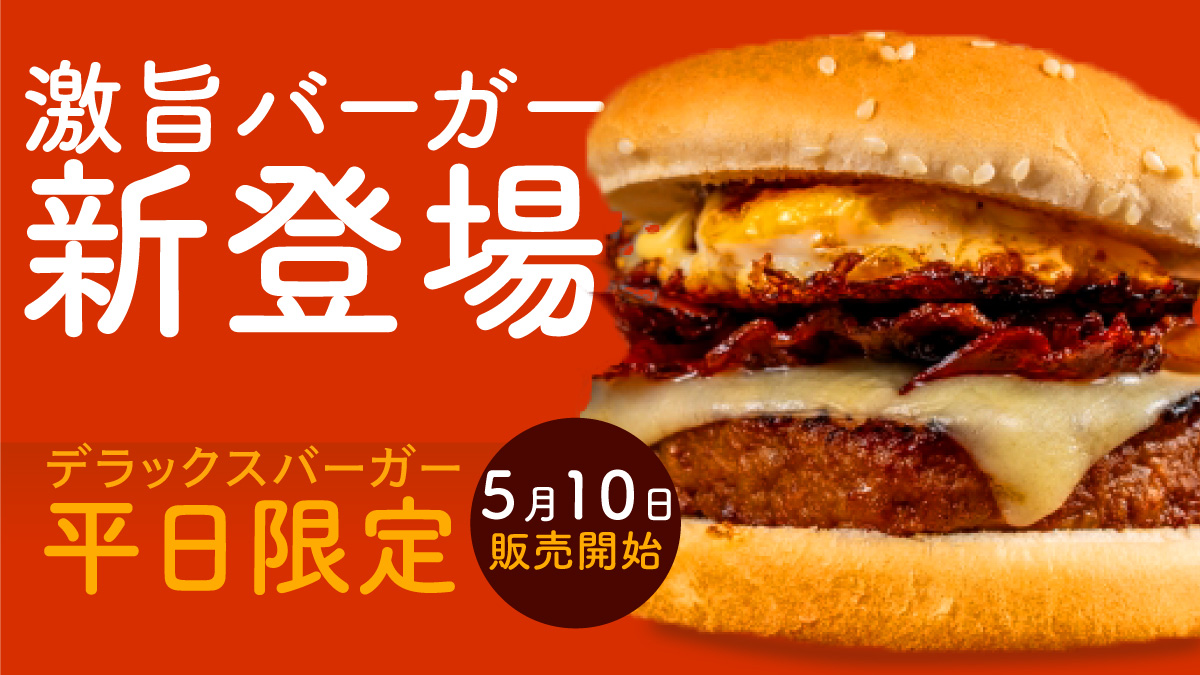 激旨バーガー
新登場
デラックスバーガー
平日限定
5月10日
販売開始